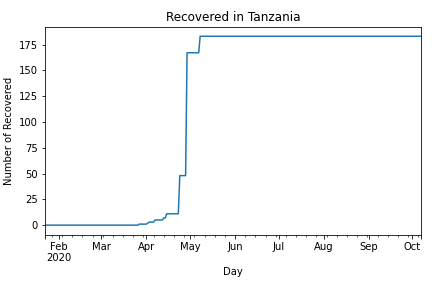 Recovered in Tanzania
Number of Recovered
175
150
125
100
75
50
25
0
Feb Mar Apr May Jun Jul Aug Sep Oct
2020
Day